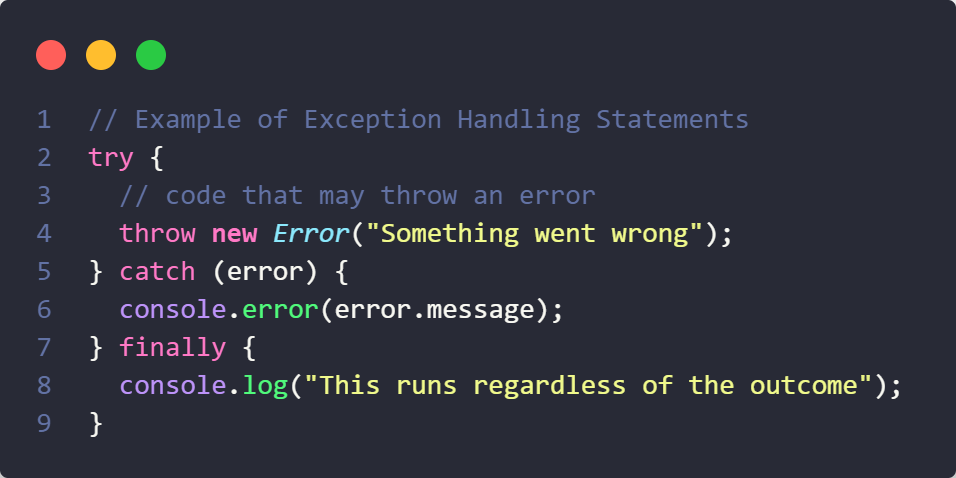 1 // Example of Exception Handling Statements
2 try {
3   // code that may throw an error
4   throw new Error("Something went wrong");
5 } catch (error) {
6   console.error(error.message);
7 } finally {
8   console.log("This runs regardless of the outcome");
9 }